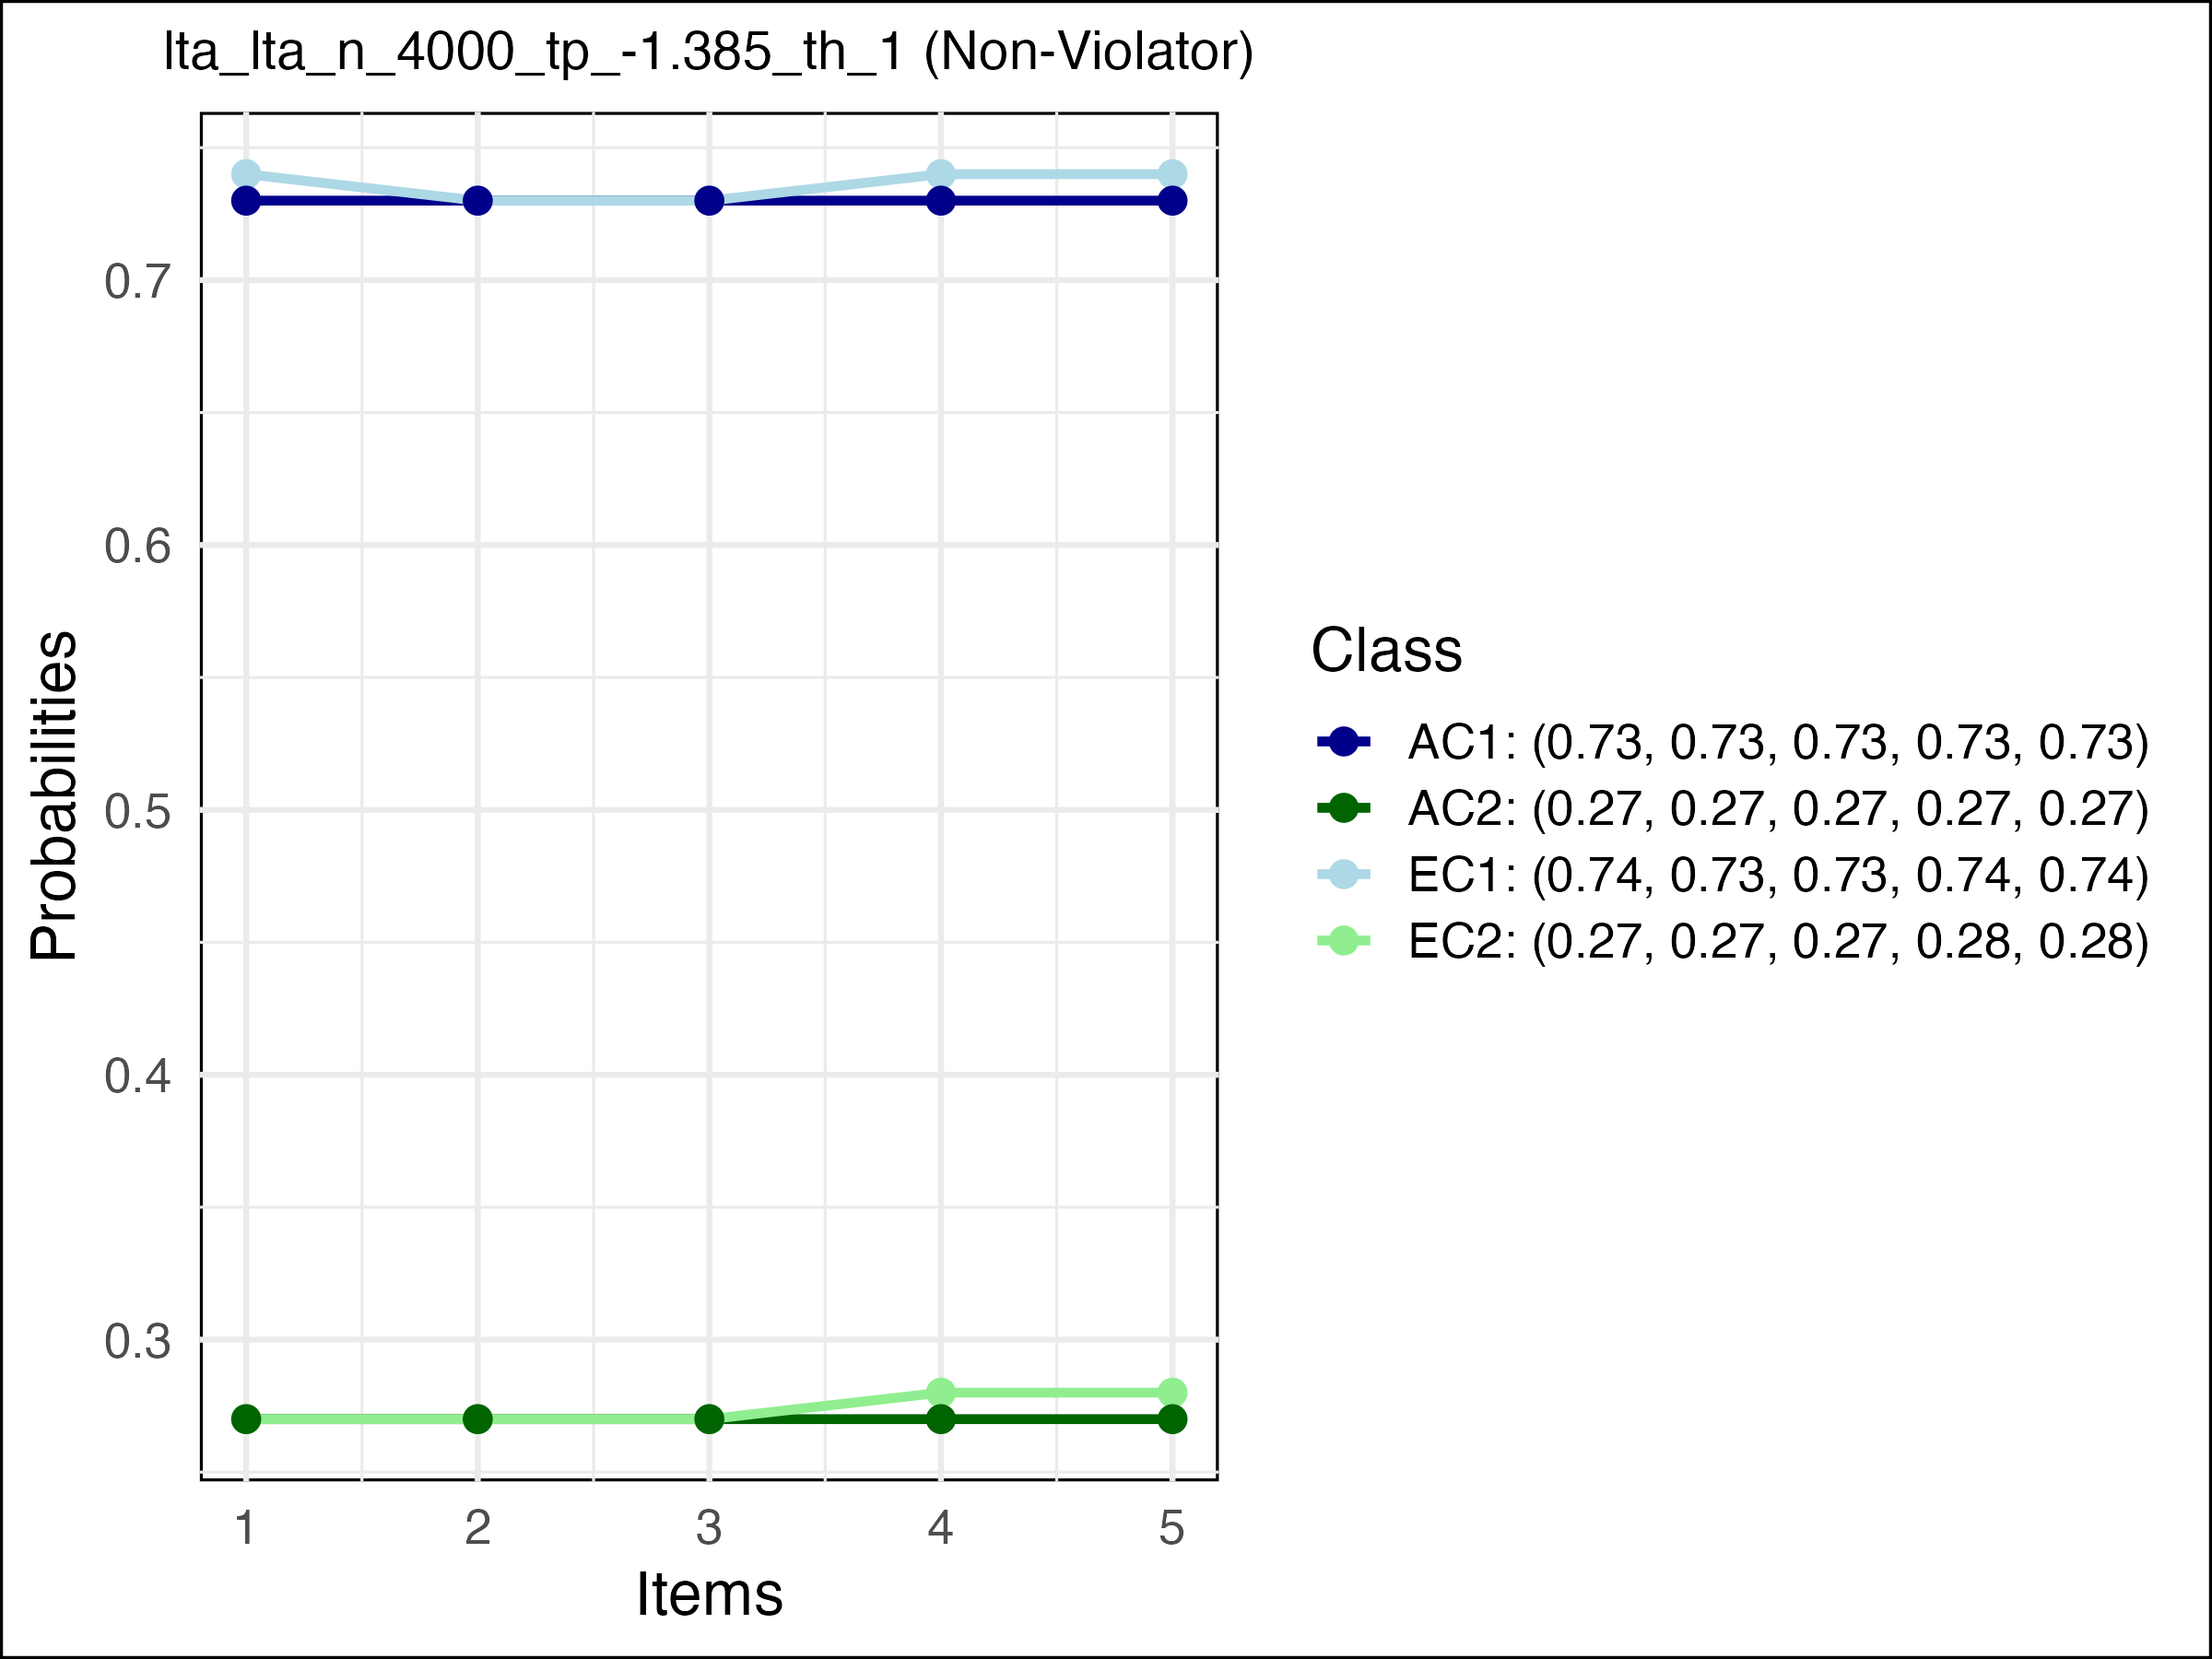 lta_lta_n_4000_tp_-1.385_th_1 (Non-Violator)
Probabilities
0.7
0.6
0.5
0.4
0.3
1 2 3 4 5
Items
Class
AC1: (0.73, 0.73, 0.73, 0.73, 0.73)
AC2: (0.27, 0.27, 0.27, 0.27, 0.27)
EC1: (0.74, 0.73, 0.73, 0.74, 0.74)
EC2: (0.27, 0.27, 0.27, 0.28, 0.28)